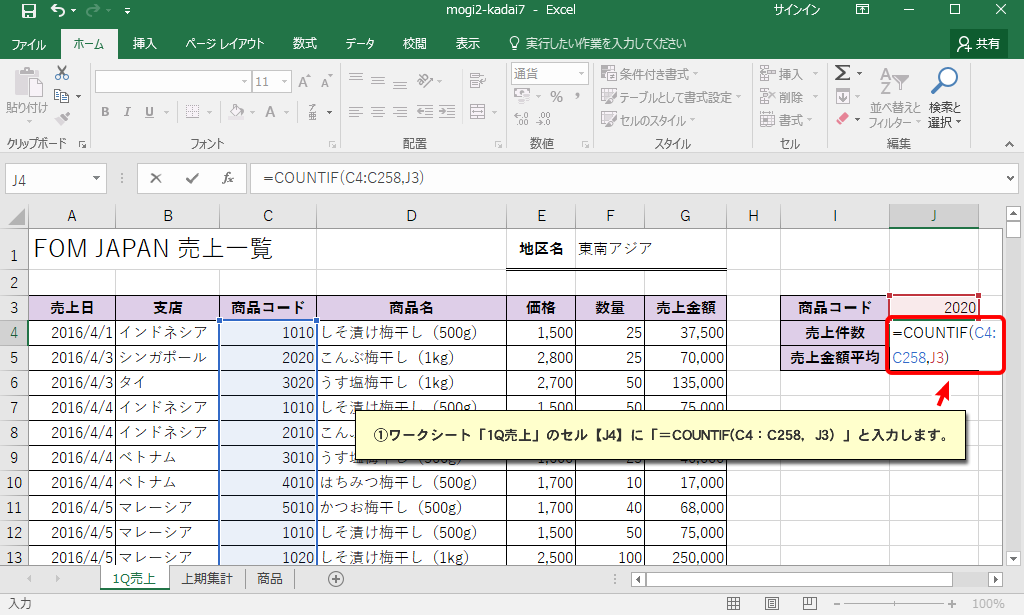 mogi2-kadai7 - Excel
サインイン
ファイル ホーム 挿入 ページ レイアウト 数式 データ 校閲 表示 実行したい作業を入力してください 共有
11 通貨 条件付き書式 挿入 Σ
貼り付け テーブルとして書式設定 削除 並べ替えと 検索と
B I U A % , セルのスタイル 書式 フィルター 選択
クリップボード フォント 配置 数値 スタイル セル 編集
J4 fx =COUNTIF(C4:C258,J3)
A B C D E F G H I J
1 FOM JAPAN 売上一覧 地区名 東南アジア
2
3 売上日 支店 商品コード 商品名 価格 数量 売上金額 商品コード 2020
4 2016/4/1 インドネシア 1010 しそ漬け梅干し（500g） 1,500 25 37,500 売上件数 =COUNTIF(C4:
5 2016/4/3 シンガポール 2020 こんぶ梅干し（1kg） 2,800 25 70,000 売上金額平均 C258,J3)
6 2016/4/3 タイ 3020 うす塩梅干し（1kg） 2,700 50 135,000
7 2016/4/4 インドネシア 1010 しそ漬け梅干し（500g） 1,500 50 75,000
8 2016/4/4 インドネシア 2010 こん
①ワークシート「1Q売上」のセル【J4】に「＝COUNTIF(C4：C258，J3）」と入力します。
9 2016/4/4 ベトナム 3010 うす塩
10 2016/4/4 ベトナム 4010 はちみつ梅干し（500g） 1,700 10 17,000
11 2016/4/5 マレーシア 5010 かつお梅干し（500g） 1,700 40 68,000
12 2016/4/5 マレーシア 1010 しそ漬け梅干し（500g） 1,500 50 75,000
13 2016/4/5 マレーシア 1020 しそ漬け梅干し（1kg） 2,500 100 250,000
1Q売上 上期集計 商品
入力 100%